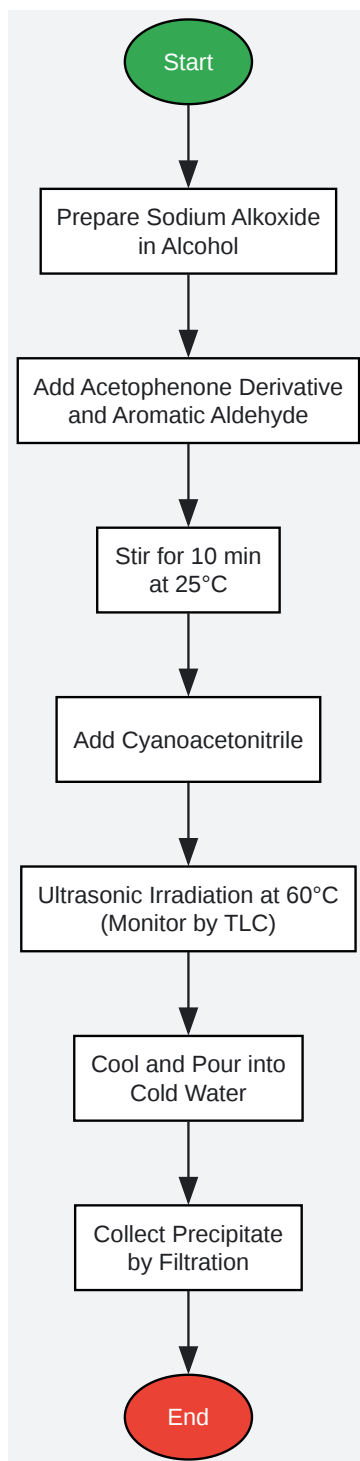 Start
Prepare Sodium Alkoxide
in Alcohol
Add Acetophenone Derivative
and Aromatic Aldehyde
Stir for 10 min
at 25°C
Add Cyanoacetonitrile
Ultrasonic Irradiation at 60°C
(Monitor by TLC)
Cool and Pour into
Cold Water
Collect Precipitate
by Filtration
End